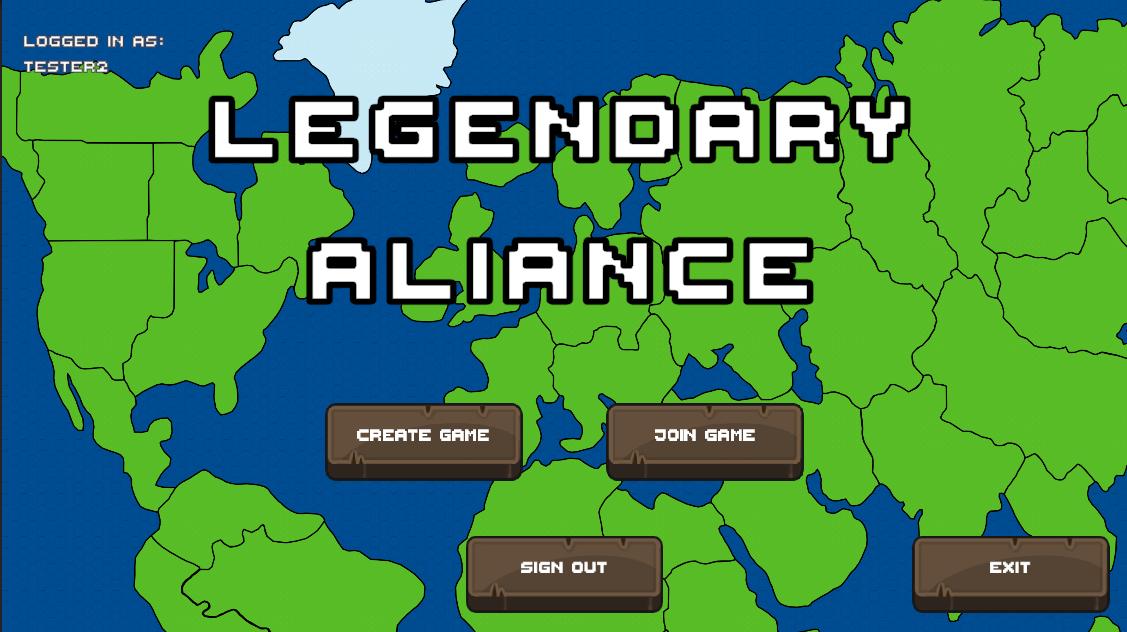 LOGGED IN AS:
TESTER2
LEGENDARY
ALIANCE
CREATE GAME
JOIN GAME
SIGN OUT
EXIT